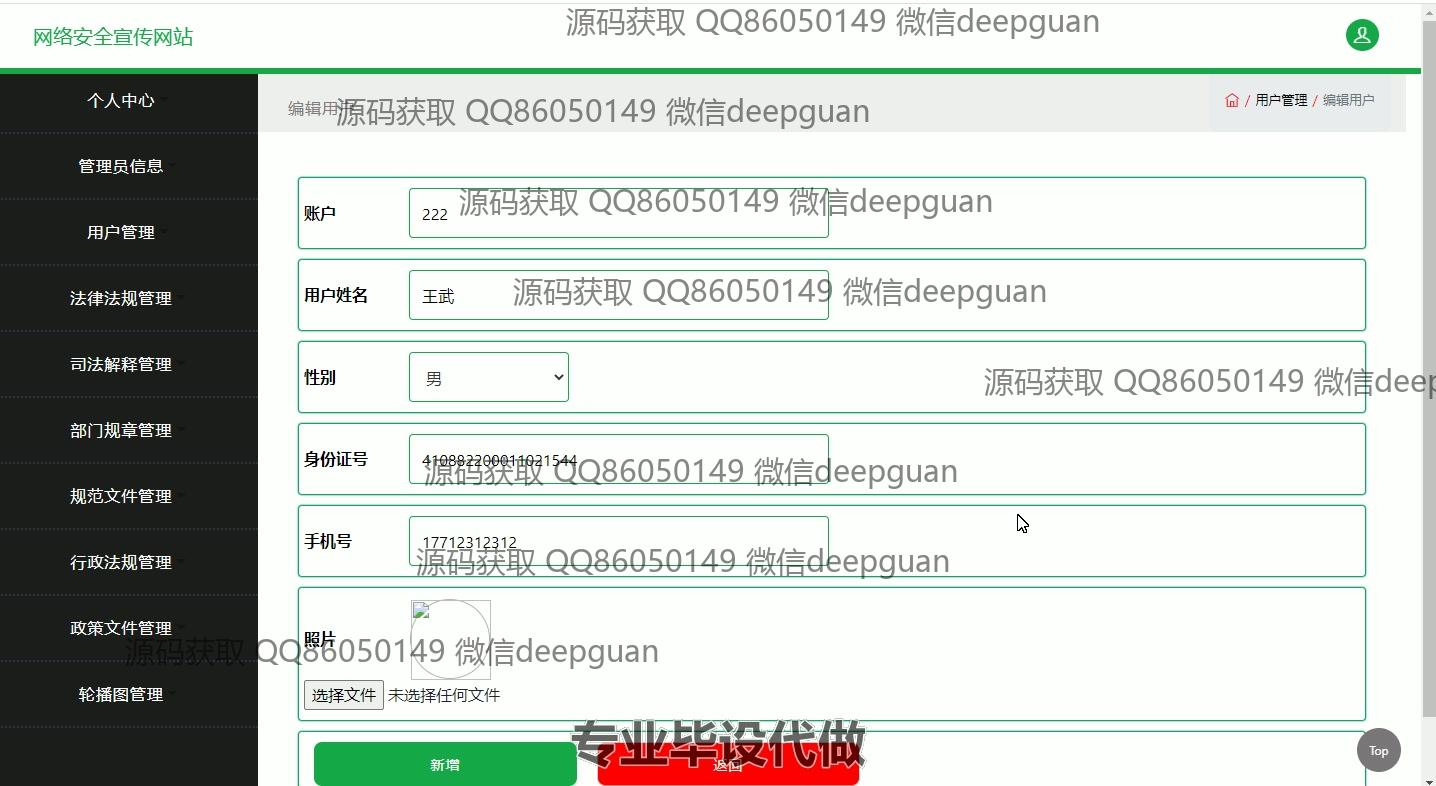 源码获取 QQ86050149 微信deepguan
网络安全宣传网站
个人中心
管理员信息
用户管理
法律法规管理
司法解释管理
部门规章管理
规范文件管理
行政法规管理
政策文件管理
轮播图管理
编辑用户
源码获取 QQ86050149 微信deepguan
/ 用户管理 / 编辑用户
账户
222
源码获取 QQ86050149 微信deepguan
用户姓名
王武
源码获取 QQ86050149 微信deepguan
性别
男
源码获取 QQ86050149 微信deep
身份证号
410882200011021544
源码获取 QQ86050149 微信deepguan
手机号
17712312312
源码获取 QQ86050149 微信deepguan
照片
源码获取 QQ86050149 微信deepguan
选择文件 未选择任何文件
专业毕设代做
新增
返回
Top